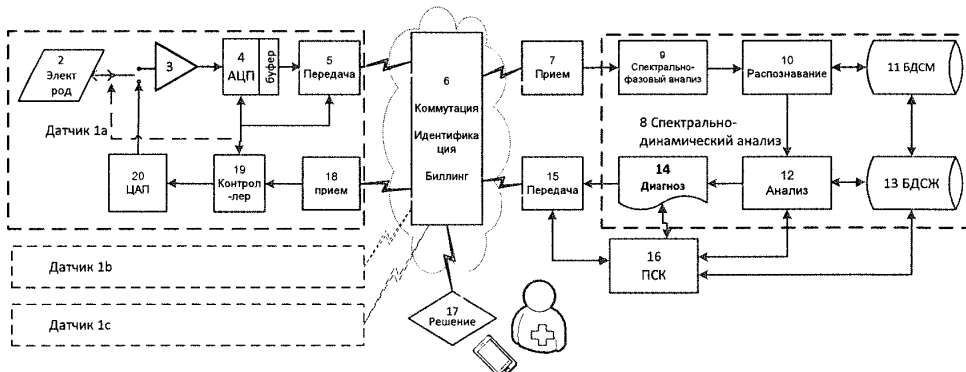 2
Элект
род
3
4
АЦП
буфер
5
Передача
6
Коммутация
Идентифика
ция
Биллинг
7
Прием
9
Спектрально-
фазовый анализ
10
Распознавание
11 БДСМ
Датчик 1a
8 Спектрально-
динамический анализ
20
ЦАП
19
Контрол
-лер
18
прием
15
Передача
14
Диагноз
12
Анализ
13 БДСЖ
Датчик 1b
16
ПСК
Датчик 1c
17
Решение